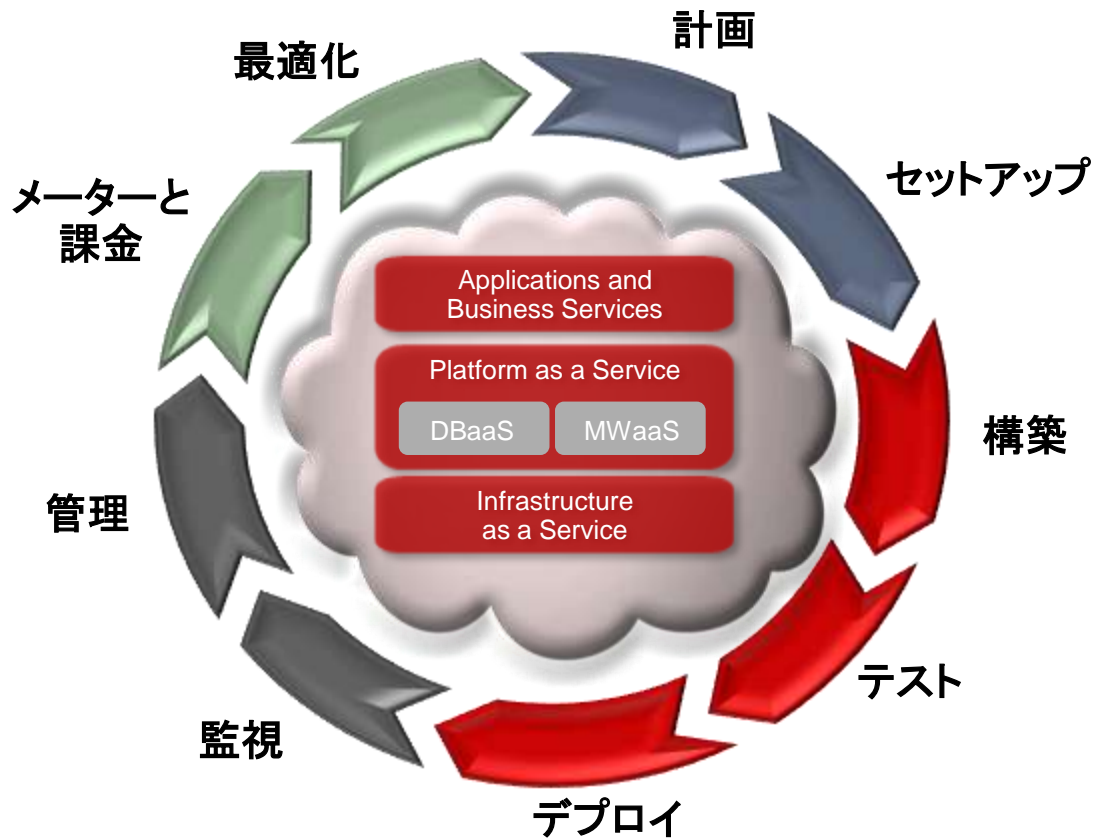 計画
最適化
セットアップ
メーターと
課金
Applications and
Business Services
Platform as a Service
DBaaS
MWaaS
構築
Infrastructure
as a Service
管理
テスト
監視
デプロイ